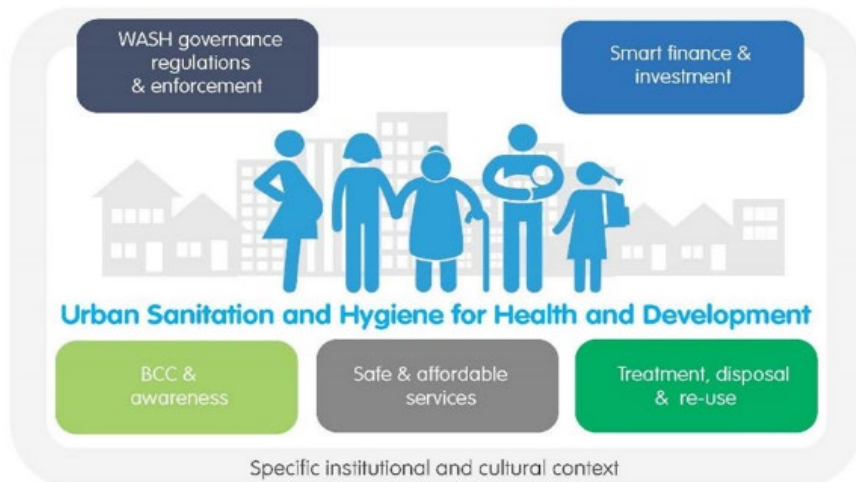 WASH governance
regulations
& enforcement
Smart finance &
investment
Urban Sanitation and Hygiene for Health and Development
BCC &
awareness
Safe & affordable
services
Treatment, disposal
& re-use
Specific institutional and cultural context